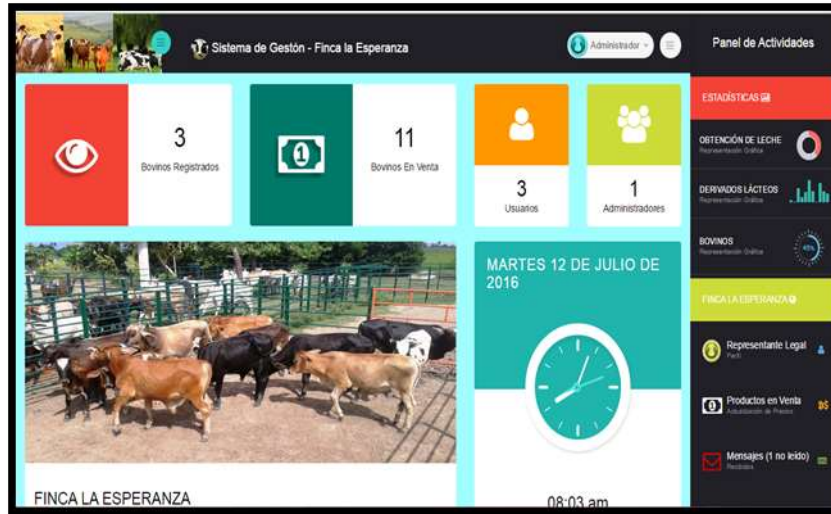 Sistema de Gestión - Finca la Esperanza
Administrador
Panel de Actividades
ESTADÍSTICAS
3
Bovinos Registrados
1
11
Bovinos En Venta
3
Usuarios
1
Administradores
OBTENCIÓN DE LECHE
Representación Gráfica
DERIVADOS LÁCTEOS
Representación Gráfica
BOVINOS
Representación Gráfica
45%
FINCA LA ESPERANZA
MARTES 12 DE JULIO DE
2016
Representante Legal
Perfil
Productos en Venta
Actualización de Precios
Mensajes (1 no leído)
Recibidos
FINCA LA ESPERANZA
08:03 am